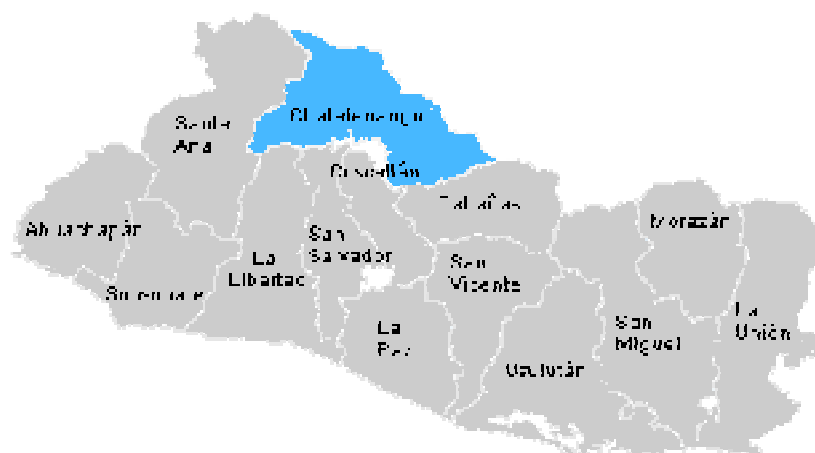 Chalatenango
Santa
Ana
Cuscatlán
Cabañas
Ahuachapán
Morazán
San
Salvador
La
Libertad
San
Vicente
Sonsonate
La
Unión
San
Miguel
La
Paz
Usulután